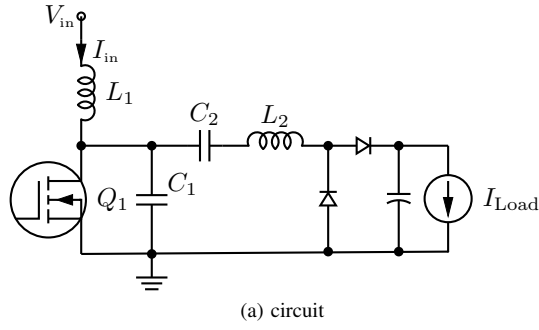 V_in
I_in
L_1
C_2
L_2
Q_1
C_1
I_Load
(a) circuit